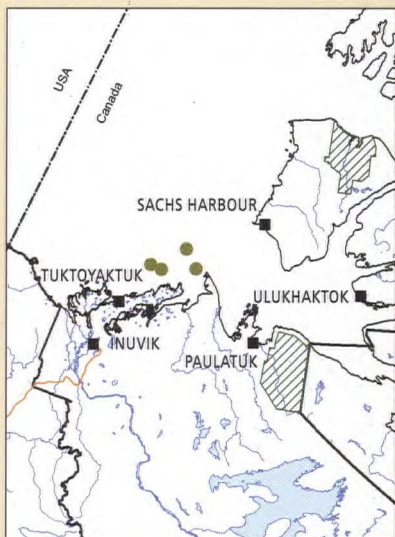 USA
Canada
SACHS HARBOUR
TUKTOYAKTUK
ULUKHAKTOK
INUVIK
PAULATUK